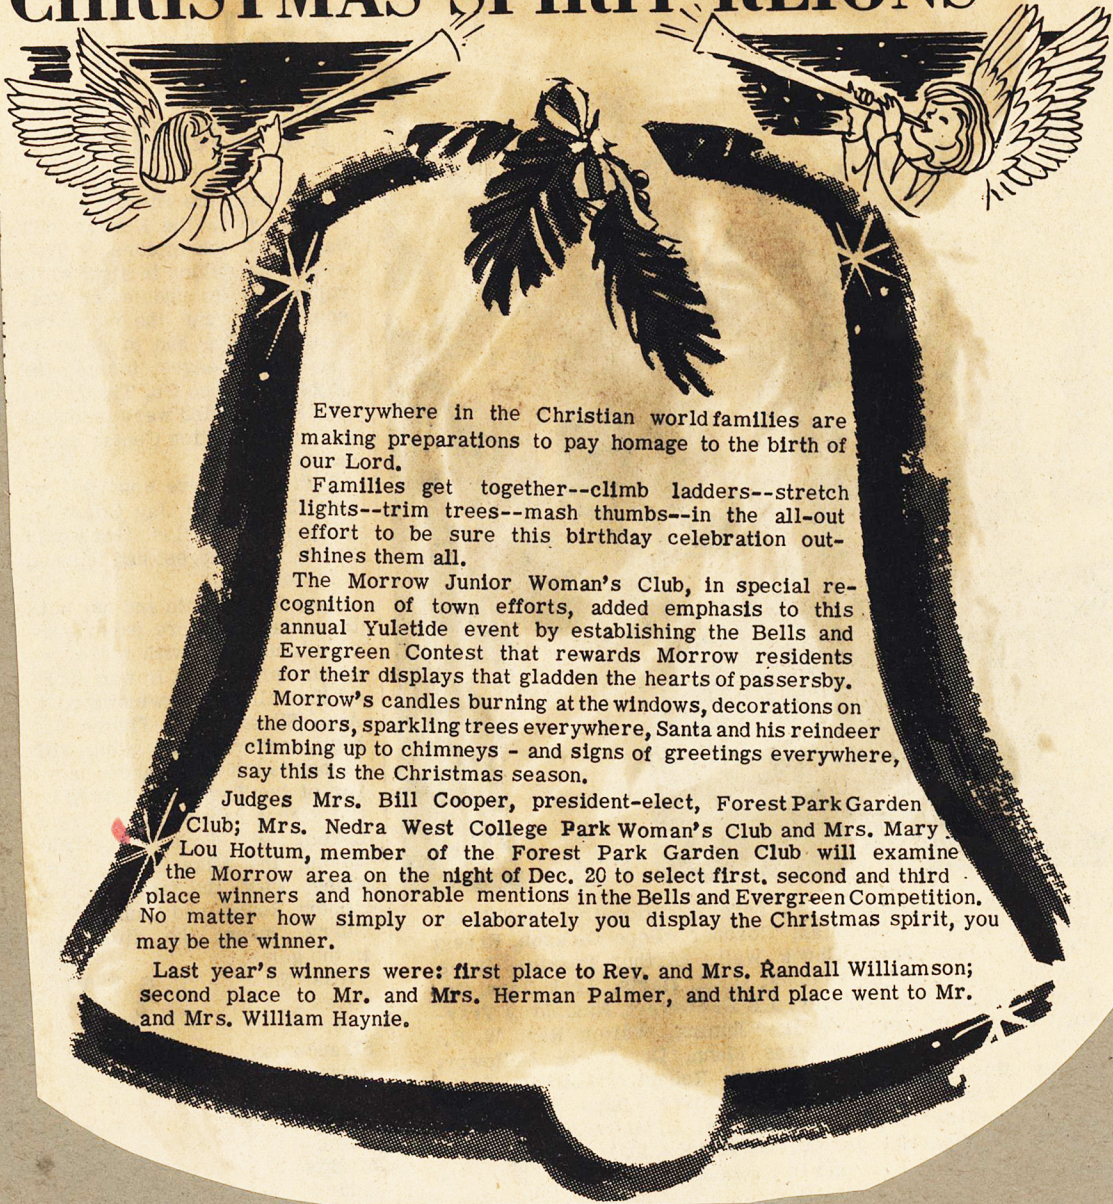 CHRISTMAS SPIRIT REIGNS
Everywhere in the Christian world families are
making preparations to pay homage to the birth of
our Lord.
Families get together--climb ladders--stretch
lights--trim trees--mash thumbs--in the all-out
effort to be sure this birthday celebration out-
shines them all.
The Morrow Junior Woman's Club, in special re-
cognition of town efforts, added emphasis to this
annual Yuletide event by establishing the Bells and
Evergreen Contest that rewards Morrow residents
for their displays that gladden the hearts of passersby.
Morrow's candles burning at the windows, decorations on
the doors, sparkling trees everywhere, Santa and his reindeer
climbing up to chimneys - and signs of greetings everywhere,
say this is the Christmas season.
Judges Mrs. Bill Cooper, president-elect, Forest Park Garden
Club; Mrs. Nedra West College Park Woman's Club and Mrs. Mary
Lou Hottum, member of the Forest Park Garden Club will examine
the Morrow area on the night of Dec. 20 to select first. second and third
place winners and honorable mentions in the Bells and Evergreen Competition.
No matter how simply or elaborately you display the Christmas spirit, you
may be the winner.
Last year's winners were: first place to Rev. and Mrs. Randall Williamson;
second place to Mr. and Mrs. Herman Palmer, and third place went to Mr.
and Mrs. William Haynie.